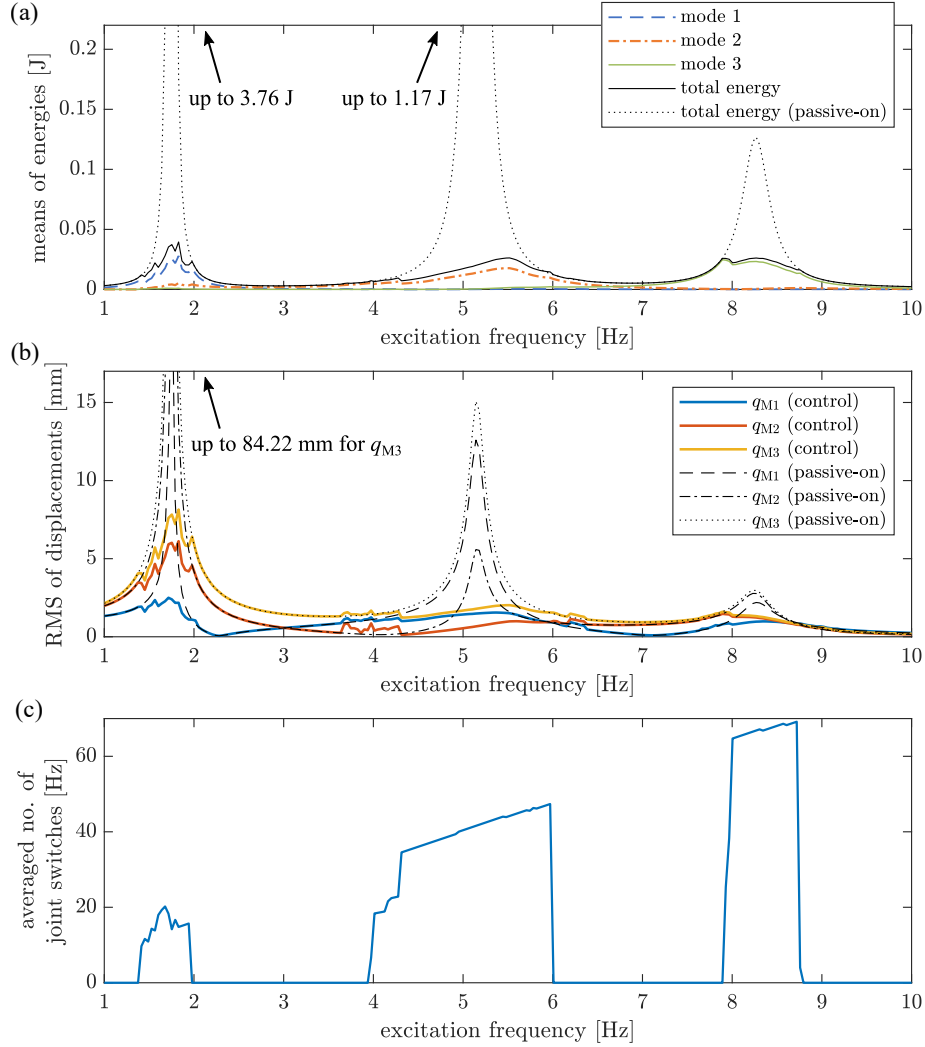 (a)
means of energies [J]
0.2
0.15
0.1
0.05
0
up to 3.76 J
up to 1.17 J
mode 1
mode 2
mode 3
total energy
total energy (passive-on)
1 2 3 4 5 6 7 8 9 10
excitation frequency [Hz]
(b)
RMS of displacements [mm]
15
10
5
0
up to 84.22 mm for qM3
qM1 (control)
qM2 (control)
qM3 (control)
qM1 (passive-on)
qM2 (passive-on)
qM3 (passive-on)
1 2 3 4 5 6 7 8 9 10
excitation frequency [Hz]
(c)
averaged no. of
joint switches [Hz]
60
40
20
0
1 2 3 4 5 6 7 8 9 10
excitation frequency [Hz]